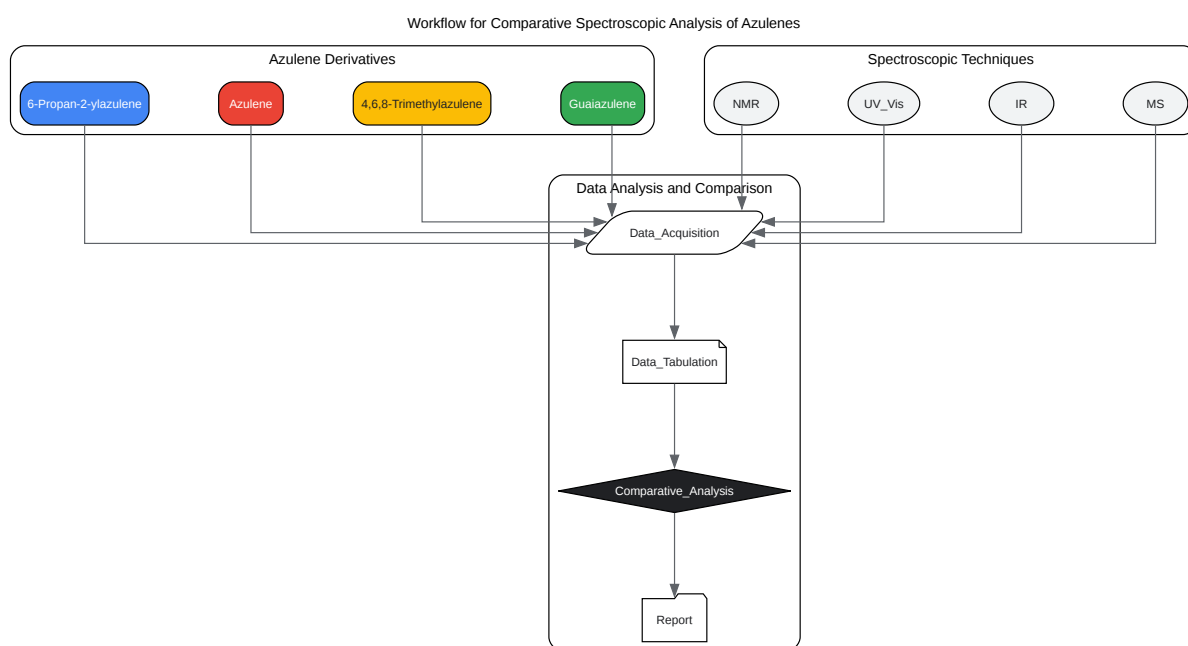 Workflow for Comparative Spectroscopic Analysis of Azulenes
Azulene Derivatives
6-Propan-2-ylazulene
Azulene
4,6,8-Trimethylazulene
Guaiazulene
Spectroscopic Techniques
NMR
UV_Vis
IR
MS
Data Analysis and Comparison
Data_Acquisition
Data_Tabulation
Comparative_Analysis
Report